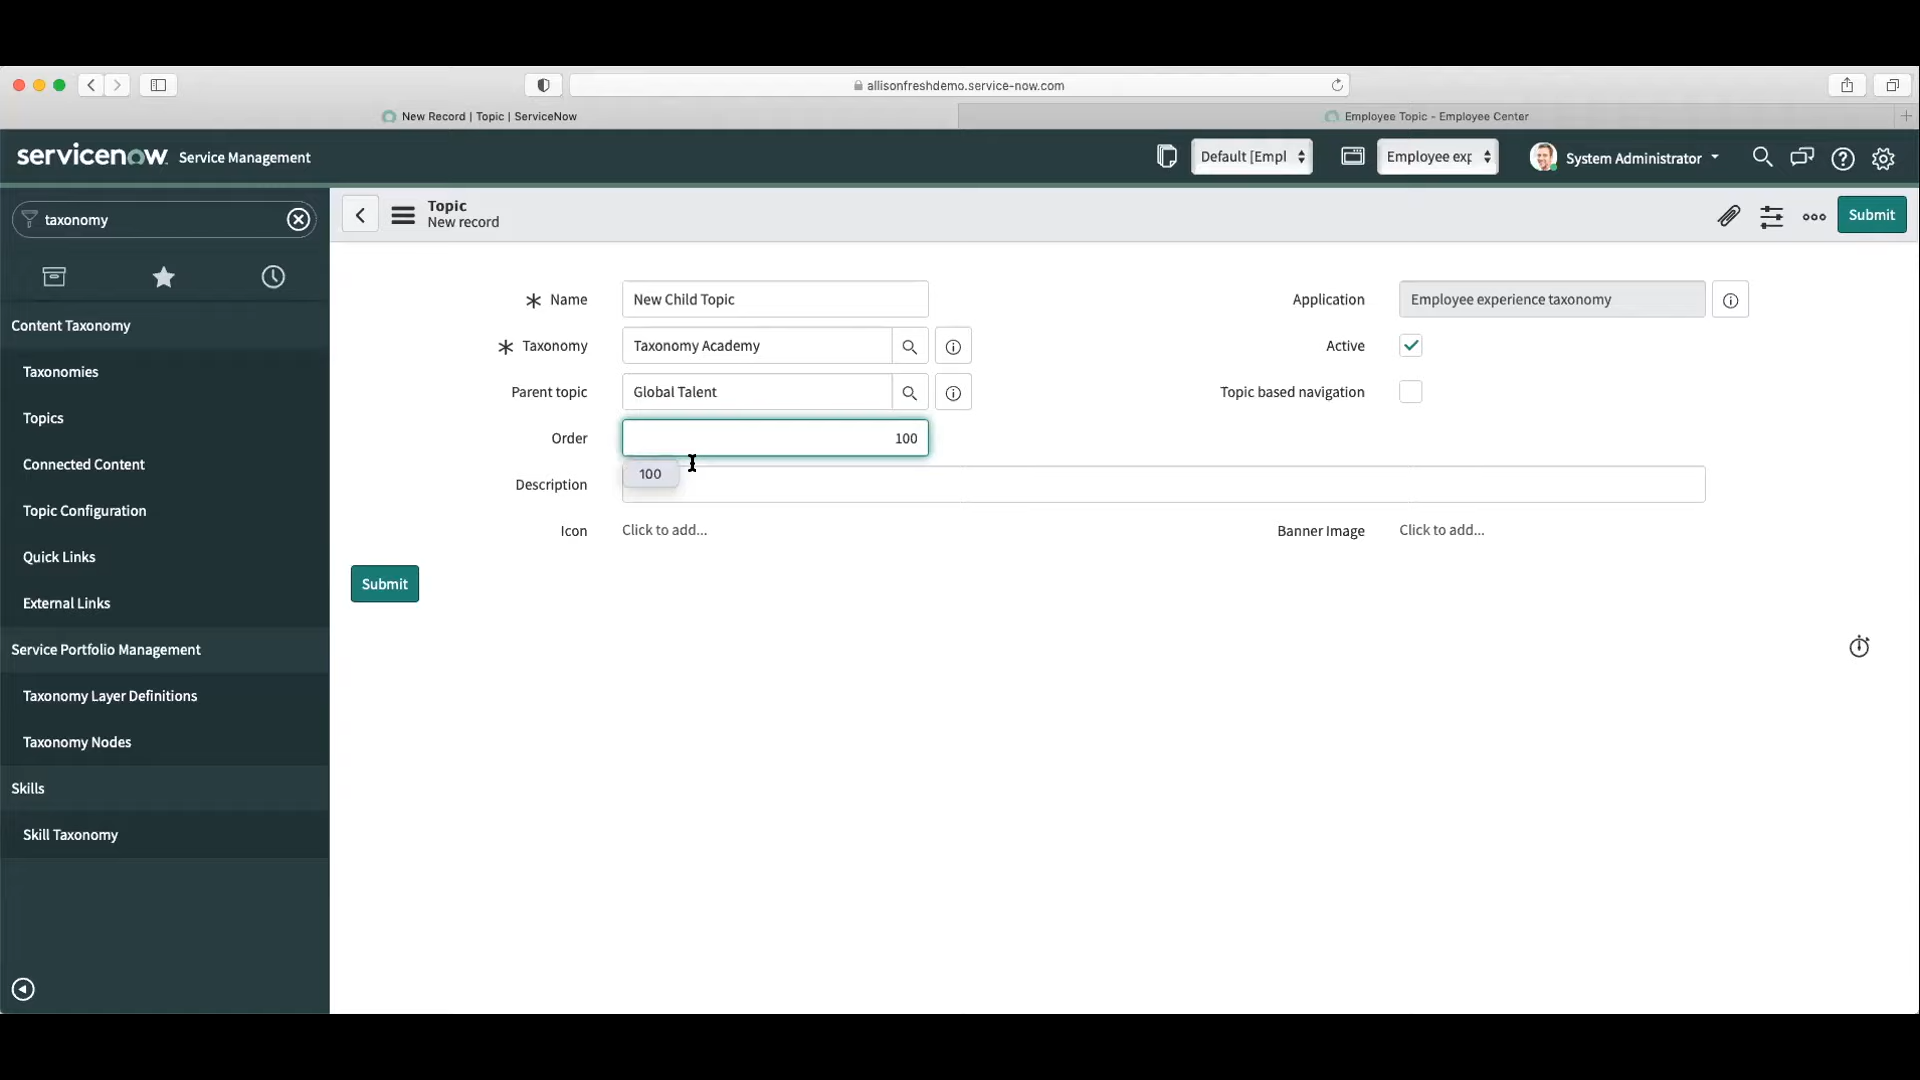 allisonfreshdemo.service-now.com
New Record | Topic | ServiceNow
Employee Topic - Employee Center
servicenow Service Management
Default [Empl
Employee exp
System Administrator
taxonomy
Topic
New record
Submit
Content Taxonomy
Taxonomies
Topics
Connected Content
Topic Configuration
Quick Links
External Links
Service Portfolio Management
Taxonomy Layer Definitions
Taxonomy Nodes
Skills
Skill Taxonomy
Name New Child Topic
Application Employee experience taxonomy
Taxonomy Taxonomy Academy
Active
Parent topic Global Talent
Topic based navigation
Order 100
100
Description
Icon Click to add...
Banner Image Click to add...
Submit